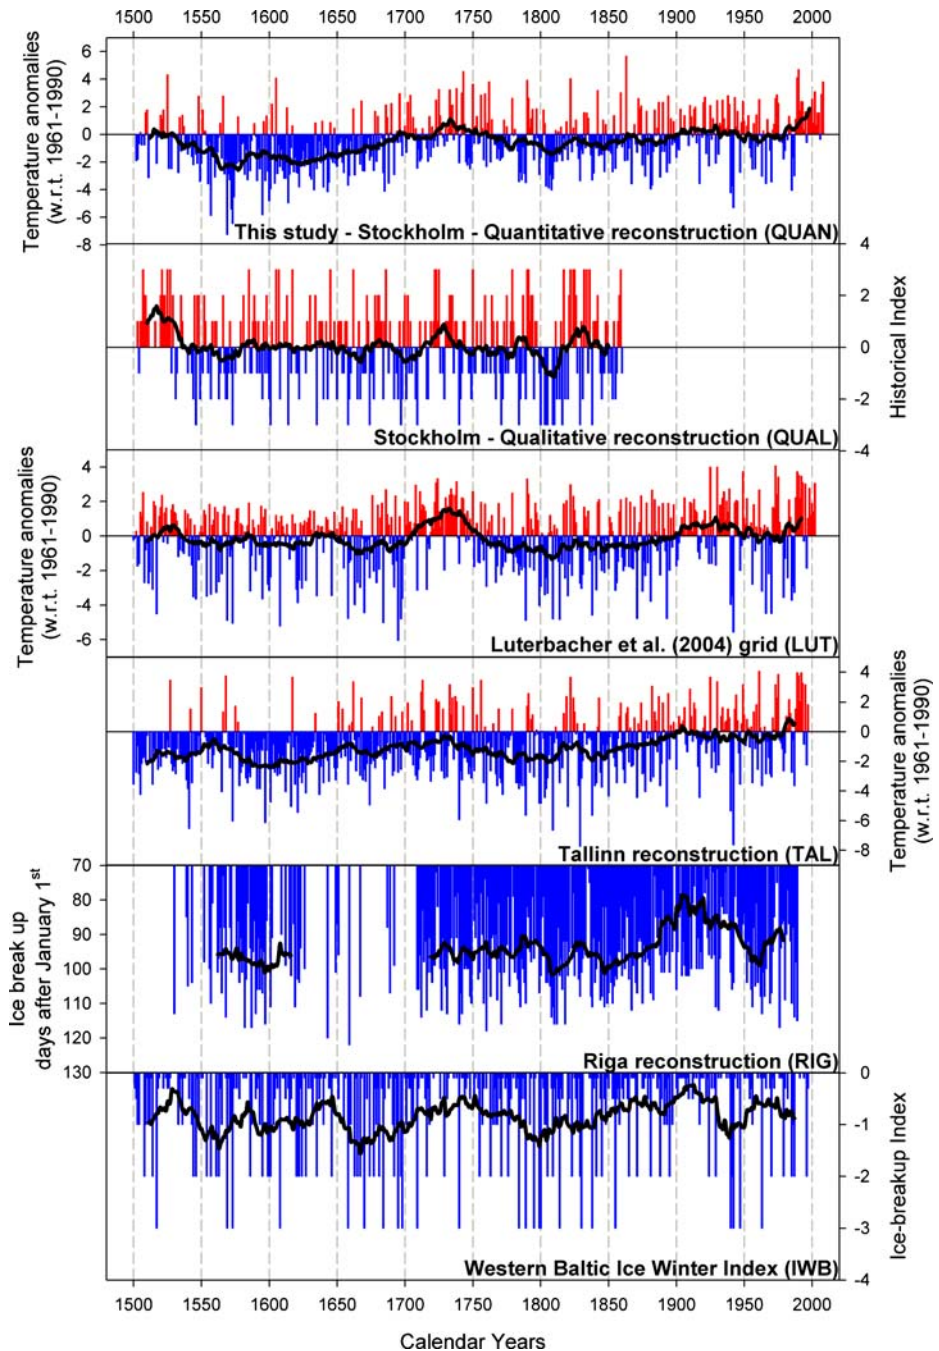 1500 1550 1600 1650 1700 1750 1800 1850 1900 1950 2000
Temperature anomalies
(w.r.t. 1961-1990)
6
4
2
0
-2
-4
-6
-8
This study - Stockholm - Quantitative reconstruction (QUAN)
4
2
0
-2
-4
Historical Index
Stockholm - Qualitative reconstruction (QUAL)
Temperature anomalies
(w.r.t. 1961-1990)
4
2
0
-2
-4
-6
Luterbacher et al. (2004) grid (LUT)
4
2
0
-2
-4
-6
-8
Temperature anomalies
(w.r.t. 1961-1990)
Tallinn reconstruction (TAL)
Ice break up
days after January 1st
70
80
90
100
110
120
130
Riga reconstruction (RIG)
0
-1
-2
-3
-4
Ice-breakup Index
Western Baltic Ice Winter Index (IWB)
1500 1550 1600 1650 1700 1750 1800 1850 1900 1950 2000
Calendar Years